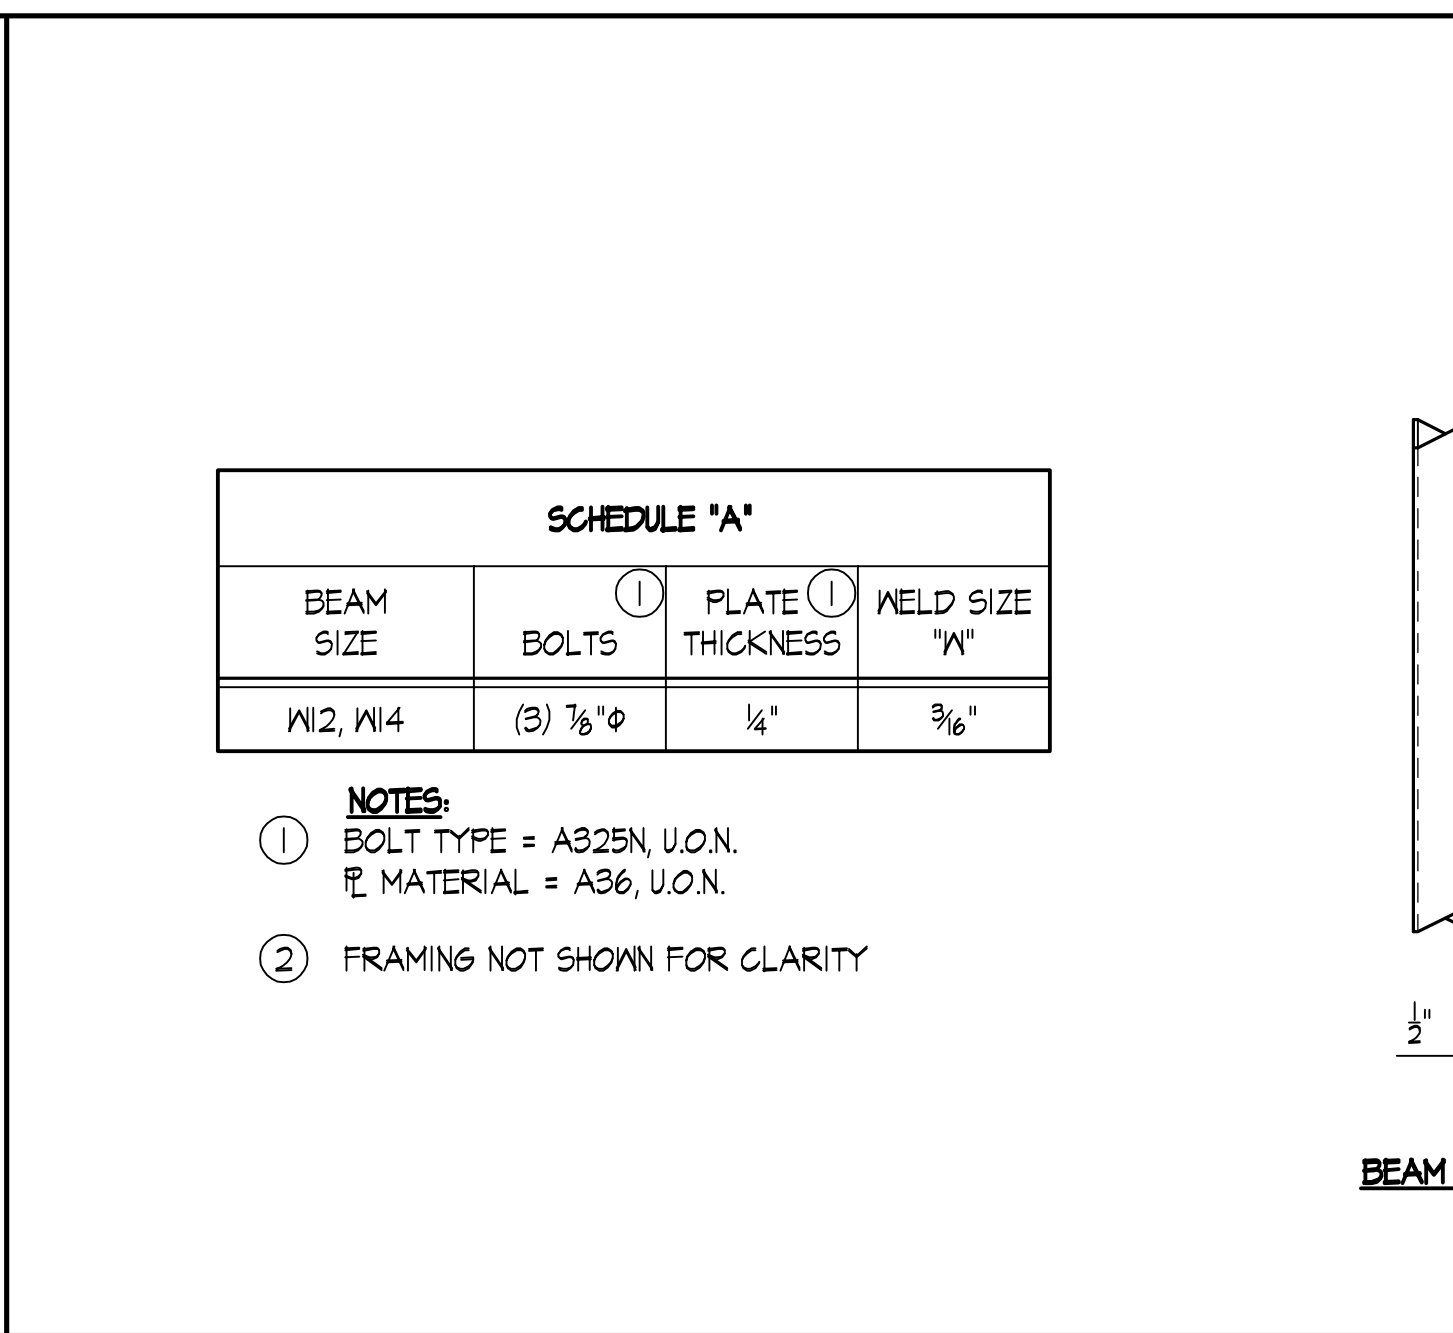 SCHEDULE "A"
BEAM SIZE
BOLTS 1
PLATE THICKNESS 1
WELD SIZE "W"
W12, W14 (3) 7/8"Φ 1/4" 3/16"
NOTES:
1 BOLT TYPE = A325N, U.O.N.
PL MATERIAL = A36, U.O.N.
2 FRAMING NOT SHOWN FOR CLARITY
1/2"
BEAM